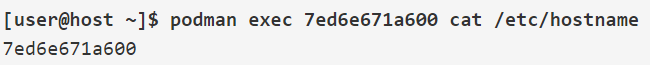 [user@host ~]$ podman exec 7ed6e671a600 cat /etc/hostname
7ed6e671a600